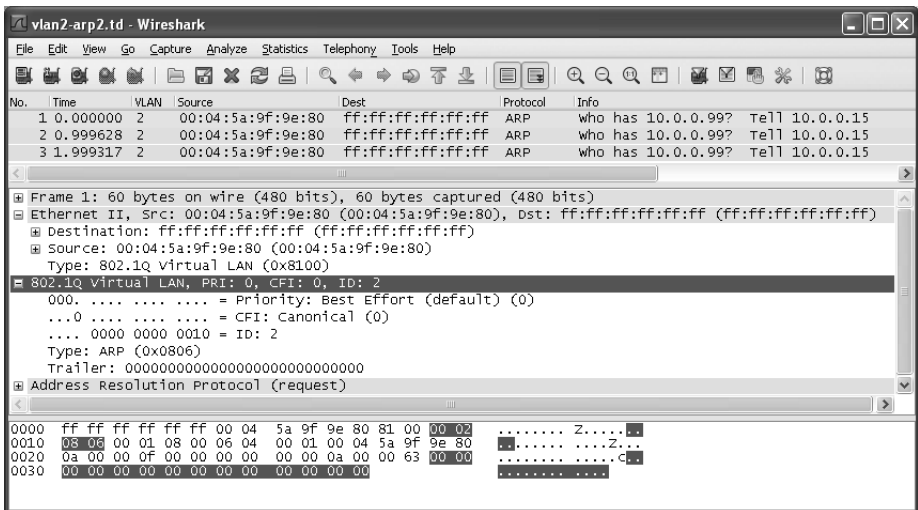 vlan2-arp2.td - Wireshark
File Edit View Go Capture Analyze Statistics Telephony Tools Help
No. Time VLAN Source Dest Protocol Info
1 0.000000 2 00:04:5a:9f:9e:80 ff:ff:ff:ff:ff:ff ARP Who has 10.0.0.99? Tell 10.0.0.15
2 0.999628 2 00:04:5a:9f:9e:80 ff:ff:ff:ff:ff:ff ARP Who has 10.0.0.99? Tell 10.0.0.15
3 1.999317 2 00:04:5a:9f:9e:80 ff:ff:ff:ff:ff:ff ARP Who has 10.0.0.99? Tell 10.0.0.15
Frame 1: 60 bytes on wire (480 bits), 60 bytes captured (480 bits)
Ethernet II, Src: 00:04:5a:9f:9e:80 (00:04:5a:9f:9e:80), Dst: ff:ff:ff:ff:ff:ff (ff:ff:ff:ff:ff:ff)
Destination: ff:ff:ff:ff:ff:ff (ff:ff:ff:ff:ff:ff)
Source: 00:04:5a:9f:9e:80 (00:04:5a:9f:9e:80)
Type: 802.1Q Virtual LAN (0x8100)
802.1Q Virtual LAN, PRI: 0, CFI: 0, ID: 2
000. .... .... .... = Priority: Best Effort (default) (0)
...0 .... .... .... = CFI: Canonical (0)
.... 0000 0000 0010 = ID: 2
Type: ARP (0x0806)
Trailer: 0000000000000000000000000000
Address Resolution Protocol (request)
0000 ff ff ff ff ff ff 00 04 5a 9f 9e 80 81 00 00 02 ........ Z.......
0010 08 06 00 01 08 00 06 04 00 01 00 04 5a 9f 9e 80 ........ ....Z...
0020 0a 00 00 0f 00 00 00 00 00 00 0a 00 00 63 00 00 ........ .....c..
0030 00 00 00 00 00 00 00 00 00 00 00 00 ........ ....